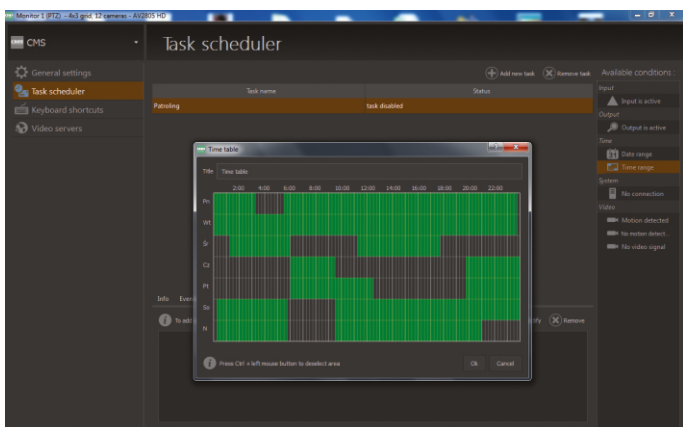 Monitor 1 (PTZ) - 4x3 grid, 12 cameras - AV2805 HD
CMS
Task scheduler
General settings
Task scheduler
Keyboard shortcuts
Video servers
Add new task
Remove task
Task name
Status
Patroling
task disabled
Available conditions :
Input
Input is active
Output
Output is active
Time
Date range
Time range
System
No connection
Video
Motion detected
No motion detect...
No video signal
Time table
Title
Time table
2:00 4:00 6:00 8:00 10:00 12:00 14:00 16:00 18:00 20:00 22:00
Pn
Wt
Śr
Cz
Pt
So
N
Press Ctrl + left mouse button to deselect area
Ok
Cancel
Info
Even
To add
ify
Remove